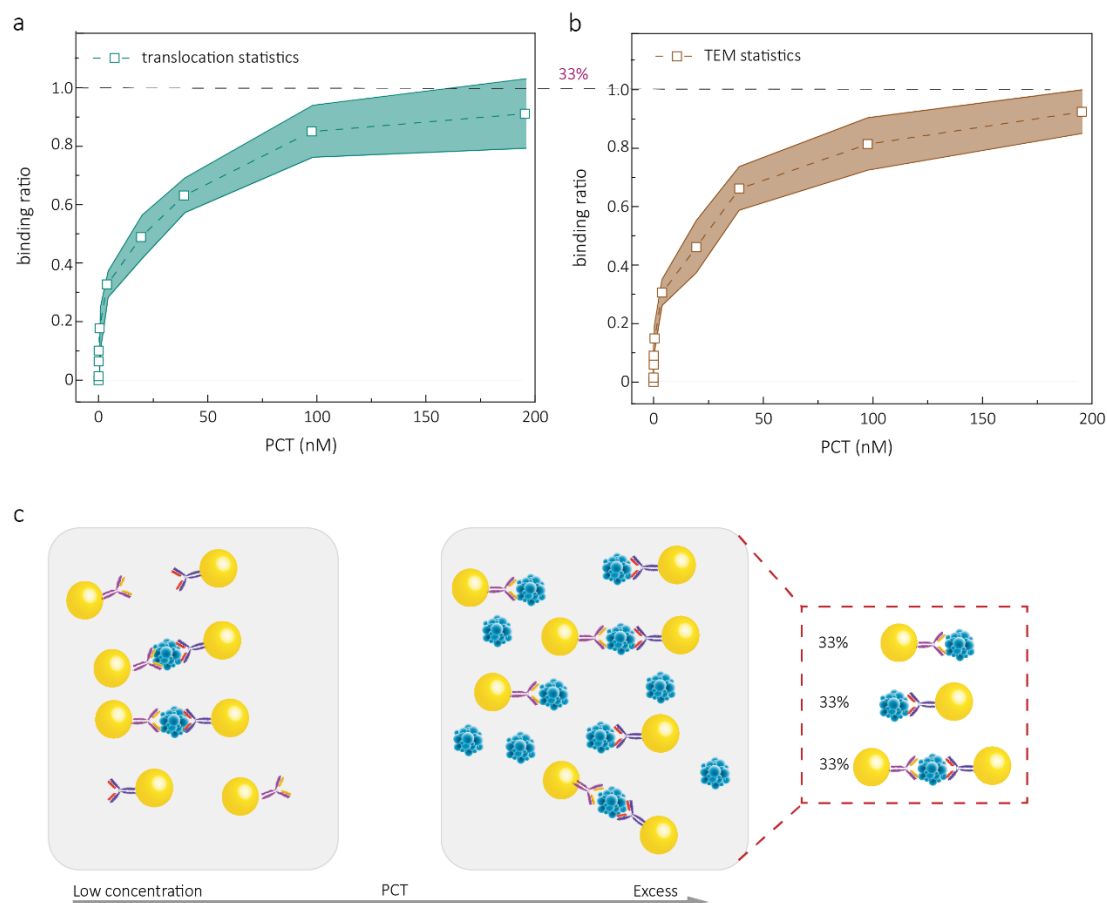 a
translocation statistics
1.0
0.8
0.6
0.4
0.2
0
binding ratio
0
50
100
150
200
PCT (nM)
33%
b
TEM statistics
1.0
0.8
0.6
0.4
0.2
0
binding ratio
0
50
100
150
200
PCT (nM)
c
33%
33%
33%
Low concentration PCT Excess